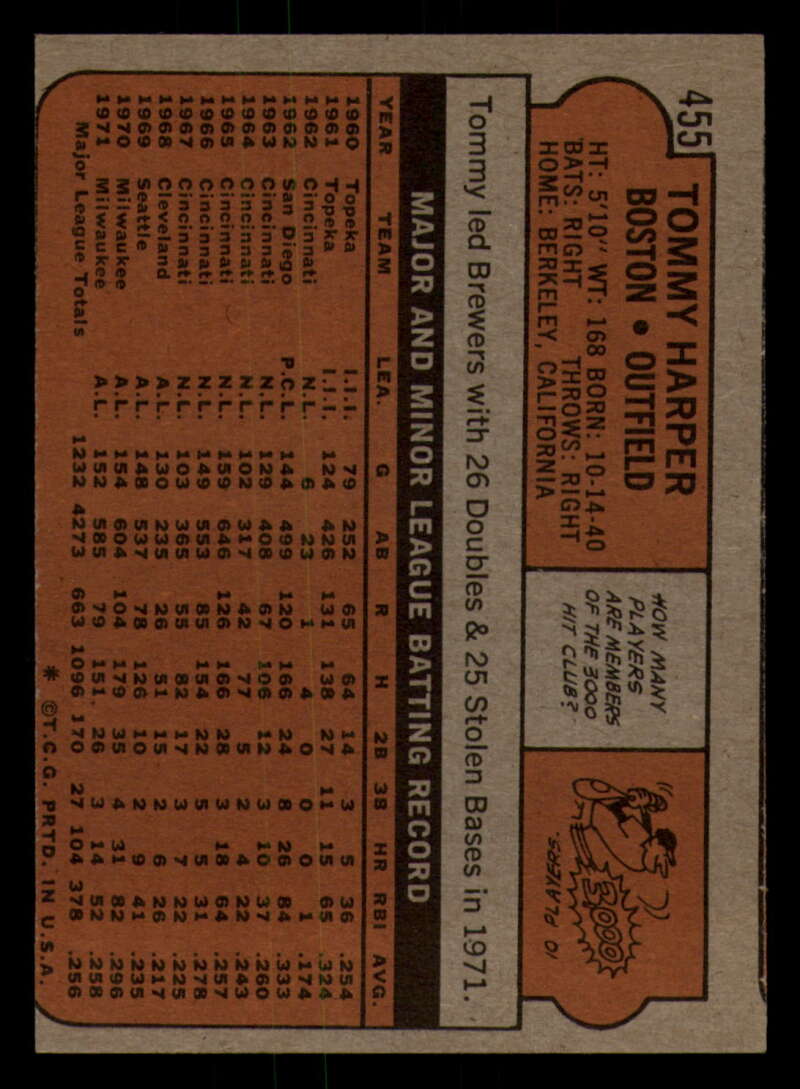 455
TOMMY HARPER
BOSTON • OUTFIELD
HT: 5'10" WT: 168 BORN: 10-14-40
BATS: RIGHT THROWS: RIGHT
HOME: BERKELEY, CALIFORNIA
HOW MANY
PLAYERS
ARE MEMBERS
OF THE 3000
HIT CLUB?
3000
10 PLAYERS.
Tommy led Brewers with 26 Doubles & 25 Stolen Bases in 1971.
MAJOR AND MINOR LEAGUE BATTING RECORD
YEAR TEAM LEA. G AB R H 2B 3B HR RBI AVG.
1960 Topeka I.I.I. 79 252 65 64 14 3 5 36 .254
1961 Topeka I.I.I. 124 426 131 138 27 11 15 65 .324
1962 Cincinnati N.L. 6 23 1 4 0 0 0 1 .174
1962 San Diego P.C.L. 144 499 120 166 24 8 26 84 .333
1963 Cincinnati N.L. 129 408 67 106 12 3 10 37 .260
1964 Cincinnati N.L. 102 317 42 77 5 2 4 22 .243
1965 Cincinnati N.L. 159 646 126 166 28 3 18 64 .257
1966 Cincinnati N.L. 149 553 85 154 22 5 5 31 .278
1967 Cincinnati N.L. 103 365 55 82 17 3 7 22 .225
1968 Cleveland A.L. 130 235 26 51 15 2 6 26 .217
1969 Seattle A.L. 148 537 78 126 10 2 9 41 .235
1970 Milwaukee A.L. 154 604 104 179 35 4 31 82 .296
1971 Milwaukee A.L. 152 585 79 151 26 3 14 52 .258
Major League Totals 1232 4273 663 1096 170 27 104 378 .256
* ©T.C.G. PRTD. IN U.S.A.